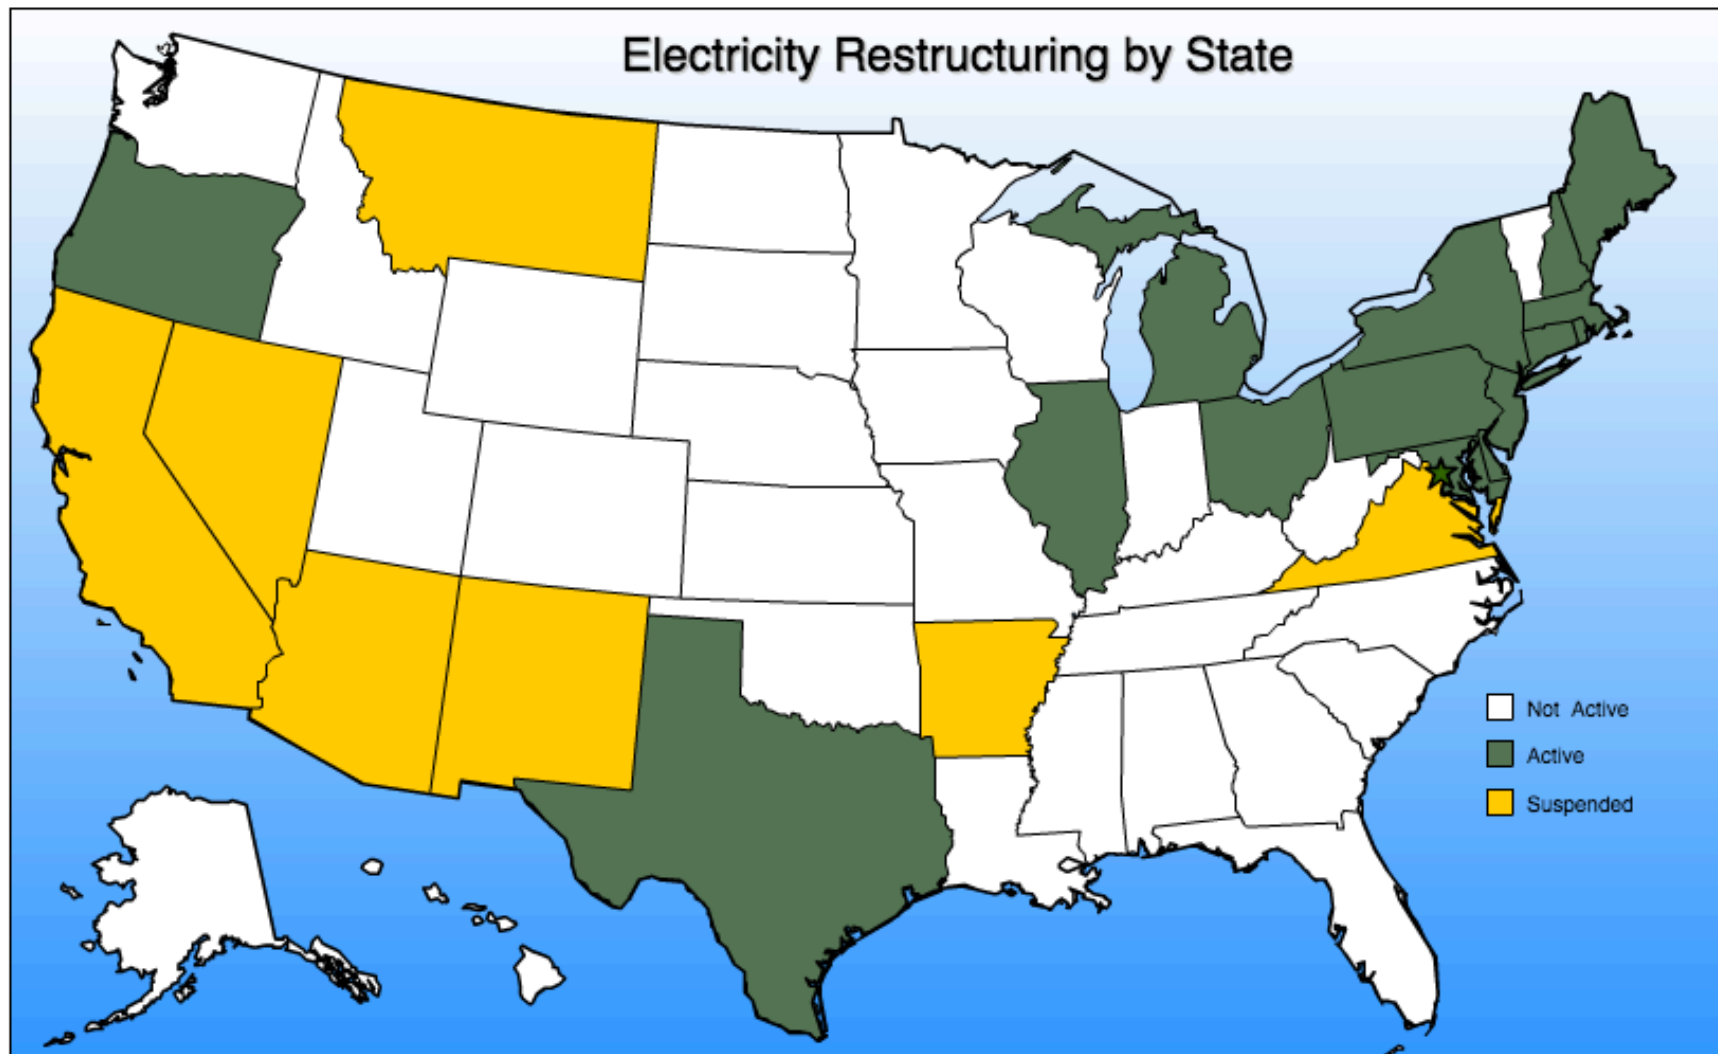 Electricity Restructuring by State
Not Active
Active
Suspended